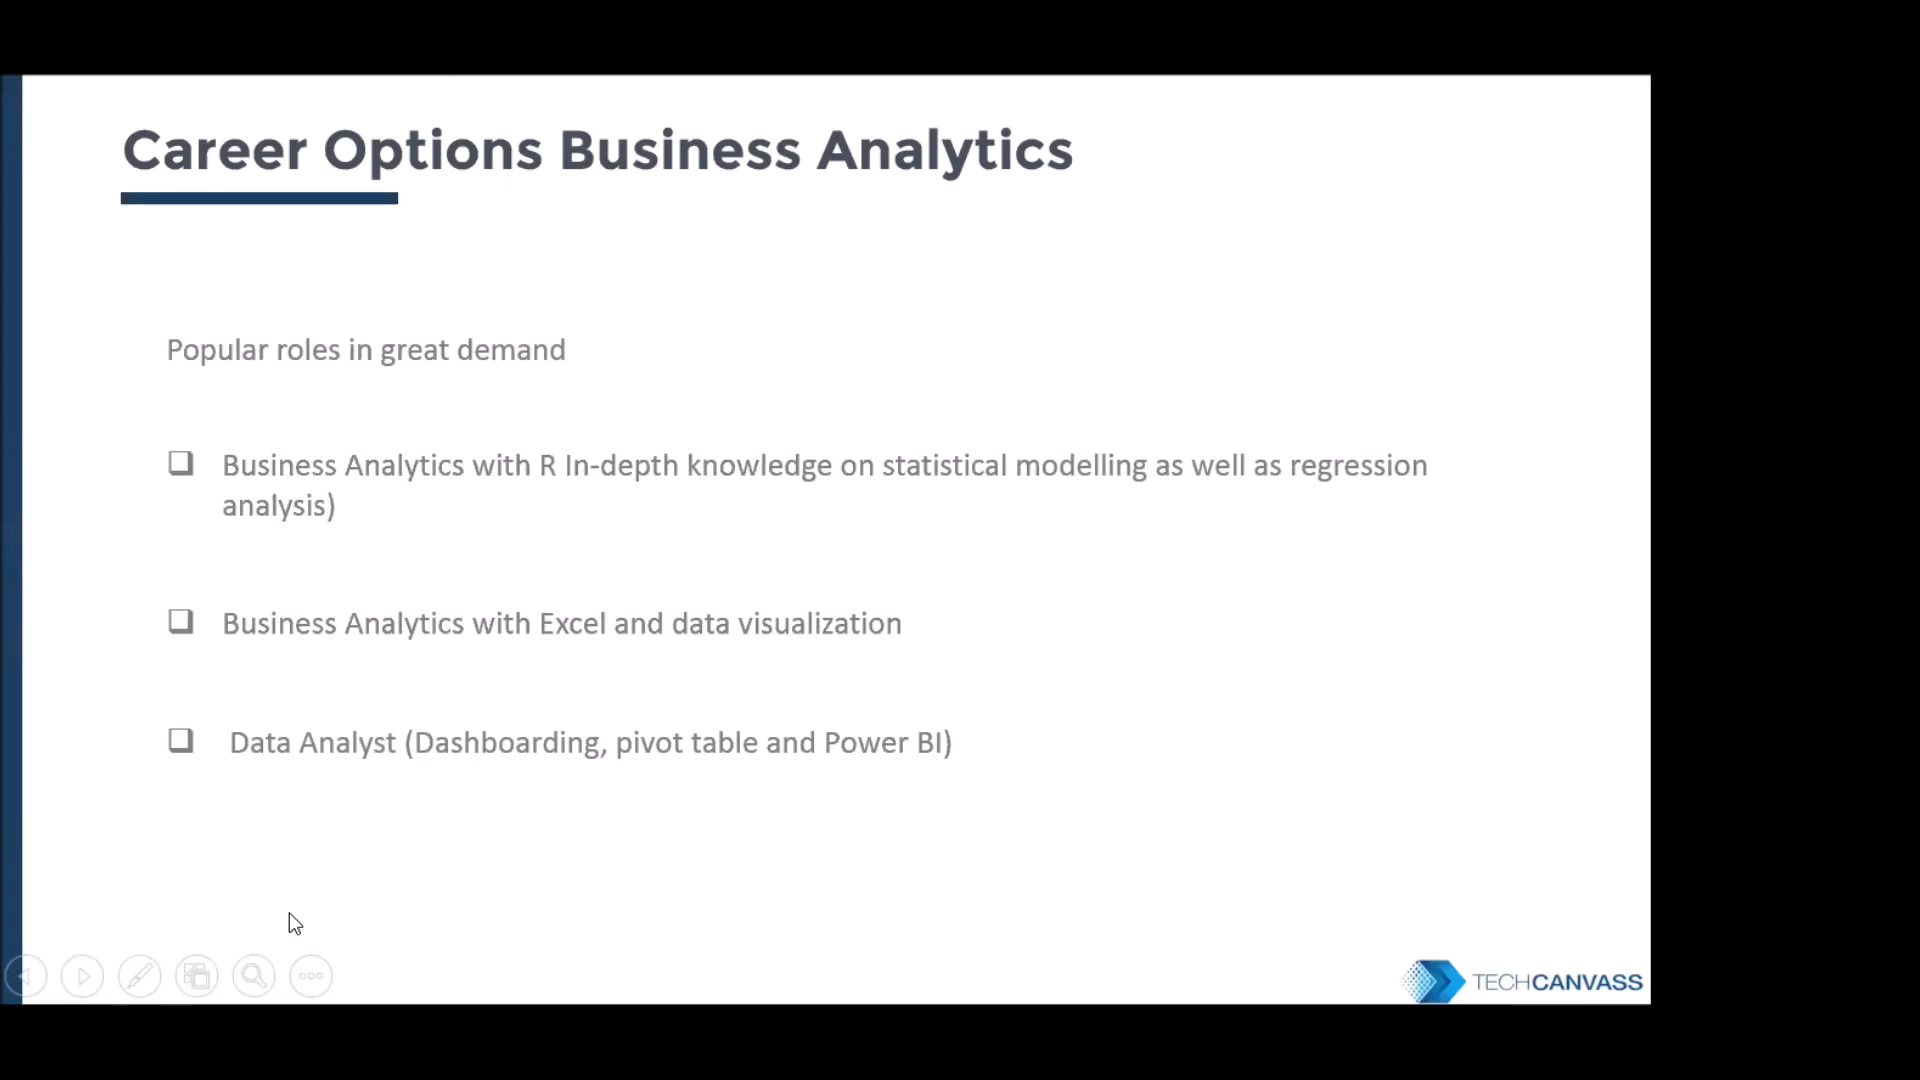 Career Options Business Analytics
Popular roles in great demand
Business Analytics with R In-depth knowledge on statistical modelling as well as regression
analysis)
Business Analytics with Excel and data visualization
Data Analyst (Dashboarding, pivot table and Power BI)
TECHCANVASS